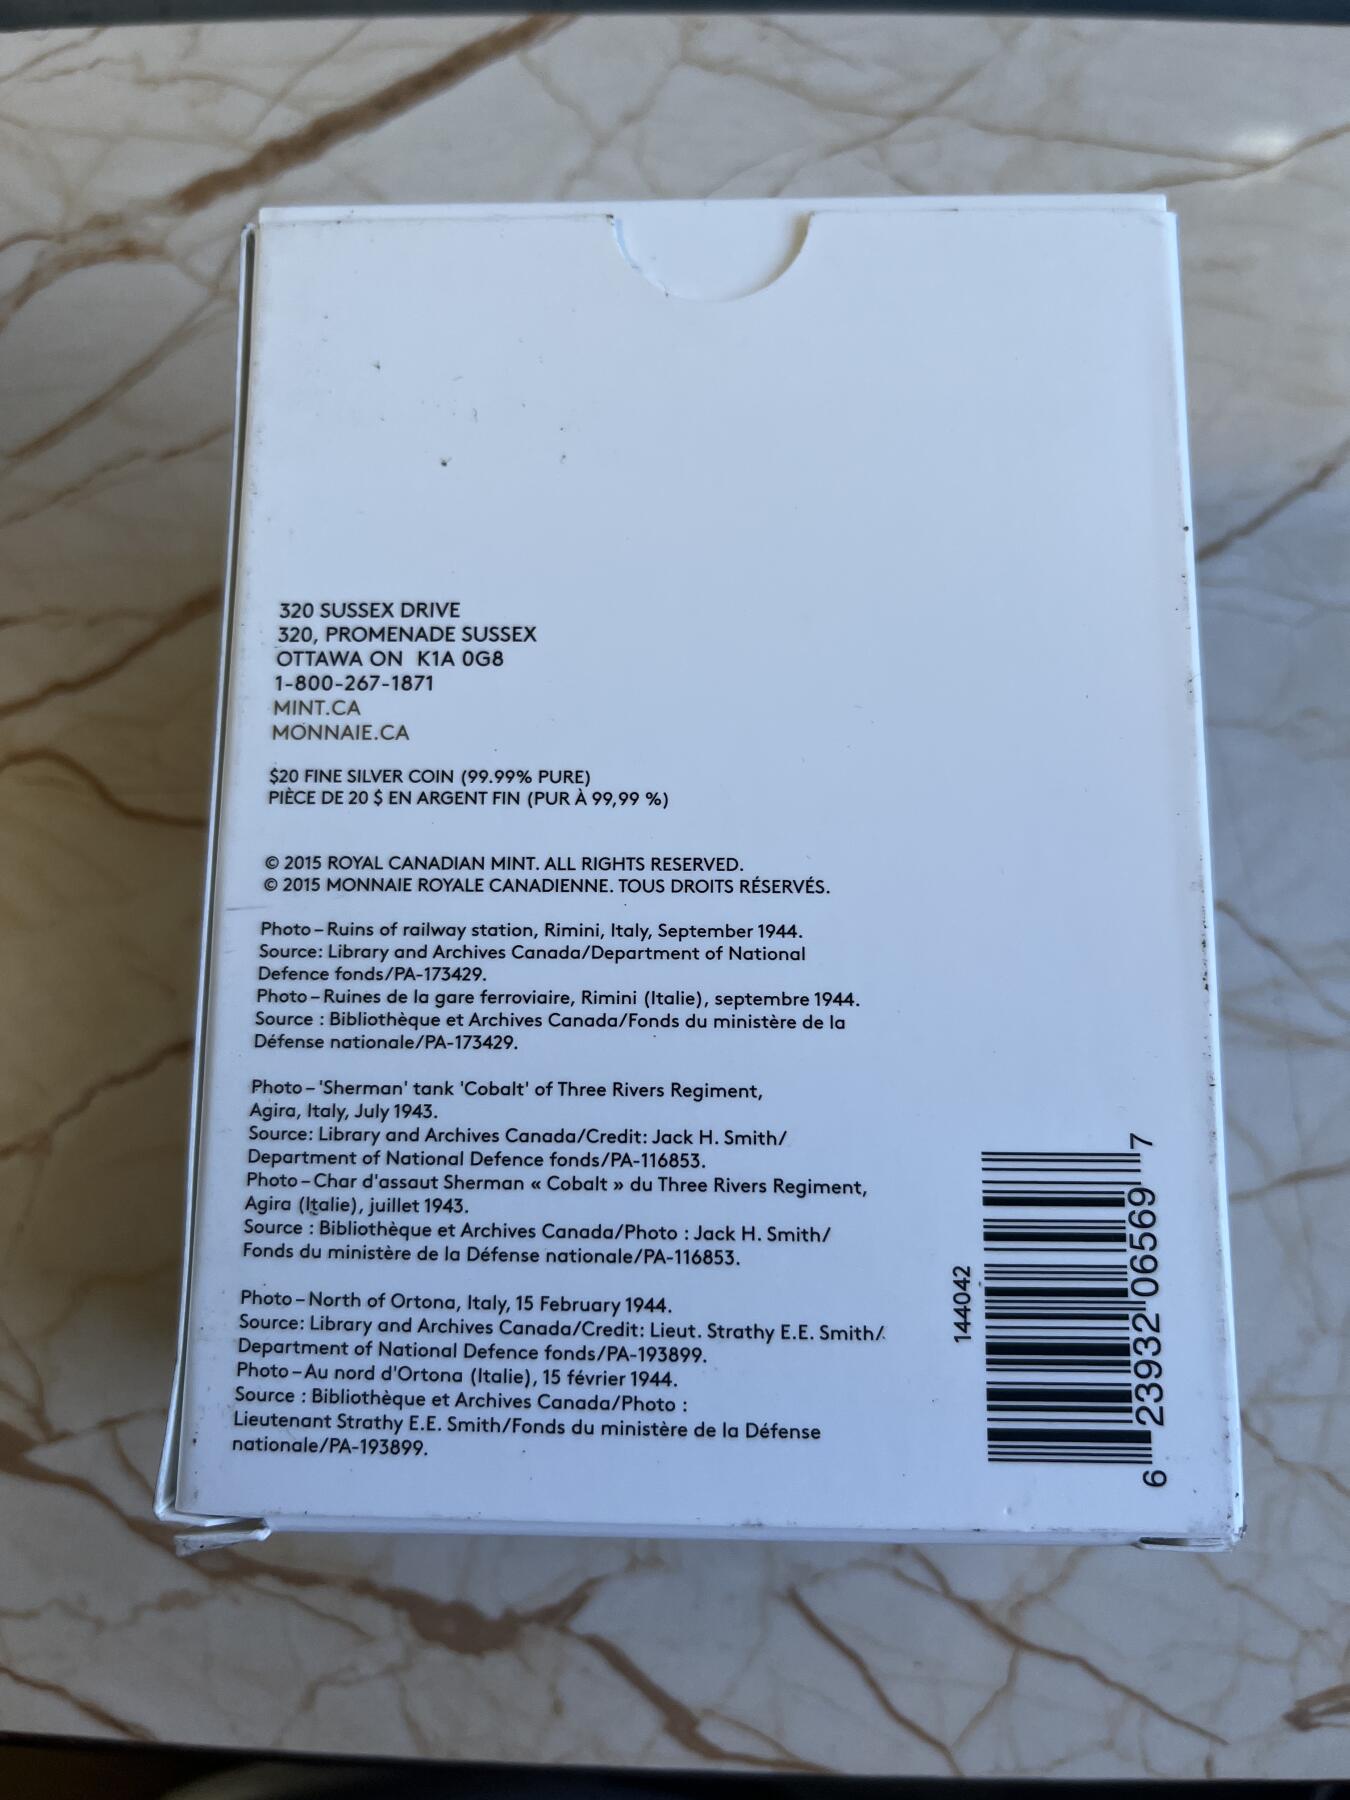 320 SUSSEX DRIVE
320, PROMENADE SUSSEX
OTTAWA ON K1A 0G8
1-800-267-1871
MINT.CA
MONNAIE.CA
$20 FINE SILVER COIN (99.99% PURE)
PIÈCE DE 20 $ EN ARGENT FIN (PUR À 99,99 %)
© 2015 ROYAL CANADIAN MINT. ALL RIGHTS RESERVED.
© 2015 MONNAIE ROYALE CANADIENNE. TOUS DROITS RÉSERVÉS.
Photo – Ruins of railway station, Rimini, Italy, September 1944.
Source: Library and Archives Canada/Department of National
Defence fonds/PA-173429.
Photo – Ruines de la gare ferroviaire, Rimini (Italie), septembre 1944.
Source : Bibliothèque et Archives Canada/Fonds du ministère de la
Défense nationale/PA-173429.
Photo – 'Sherman' tank 'Cobalt' of Three Rivers Regiment,
Agira, Italy, July 1943.
Source: Library and Archives Canada/Credit: Jack H. Smith/
Department of National Defence fonds/PA-116853.
Photo – Char d'assaut Sherman « Cobalt » du Three Rivers Regiment,
Agira (Italie), juillet 1943.
Source : Bibliothèque et Archives Canada/Photo : Jack H. Smith/
Fonds du ministère de la Défense nationale/PA-116853.
Photo – North of Ortona, Italy, 15 February 1944.
Source: Library and Archives Canada/Credit: Lieut. Strathy E.E. Smith/
Department of National Defence fonds/PA-193899.
Photo – Au nord d'Ortona (Italie), 15 février 1944.
Source : Bibliothèque et Archives Canada/Photo :
Lieutenant Strathy E.E. Smith/Fonds du ministère de la Défense
nationale/PA-193899.
144042
6 23932 06569 7